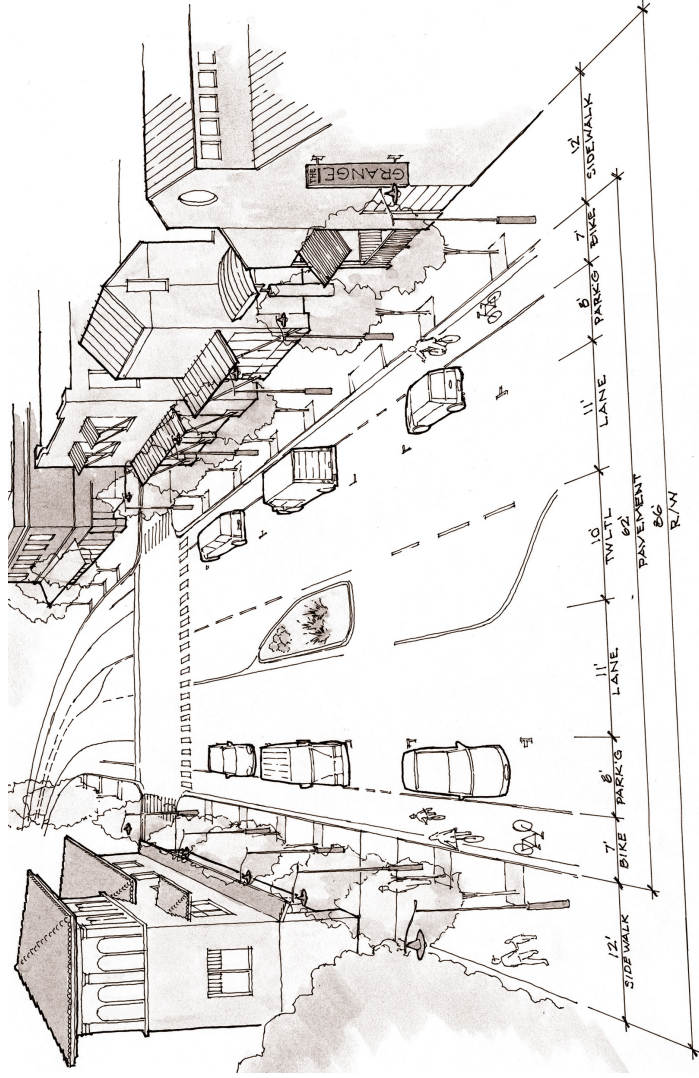 THE
GRANGE
12' 7' 8' 11' 10' 11' 8' 7' 12'
SIDEWALK BIKE PARK'G LANE TWLTL LANE PARK'G BIKE SIDEWALK
62'
PAVEMENT
86'
R/W